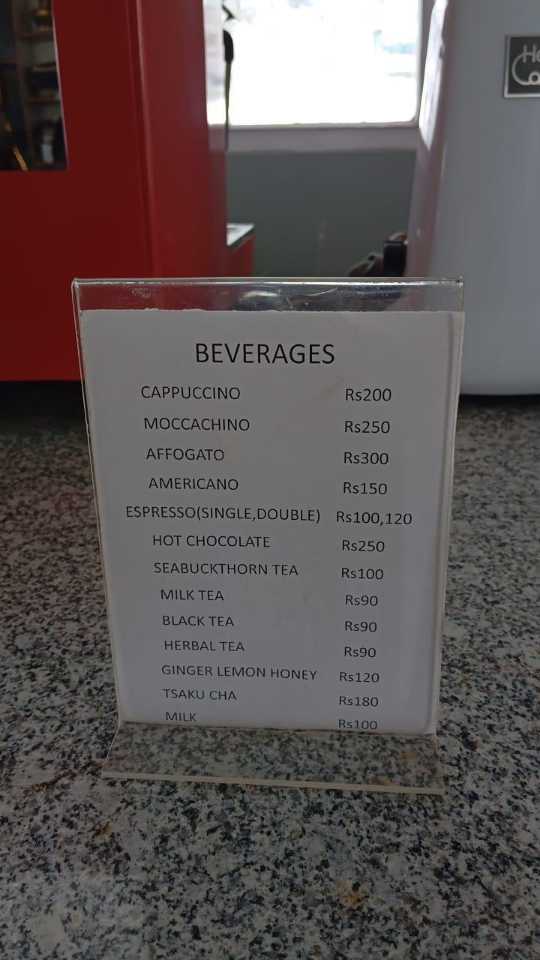 BEVERAGES
CAPPUCCINO Rs200
MOCCACHINO Rs250
AFFOGATO Rs300
AMERICANO Rs150
ESPRESSO(SINGLE,DOUBLE) Rs100,120
HOT CHOCOLATE Rs250
SEABUCKTHORN TEA Rs100
MILK TEA Rs90
BLACK TEA Rs90
HERBAL TEA Rs90
GINGER LEMON HONEY Rs120
TSAKU CHA Rs180
MILK Rs100